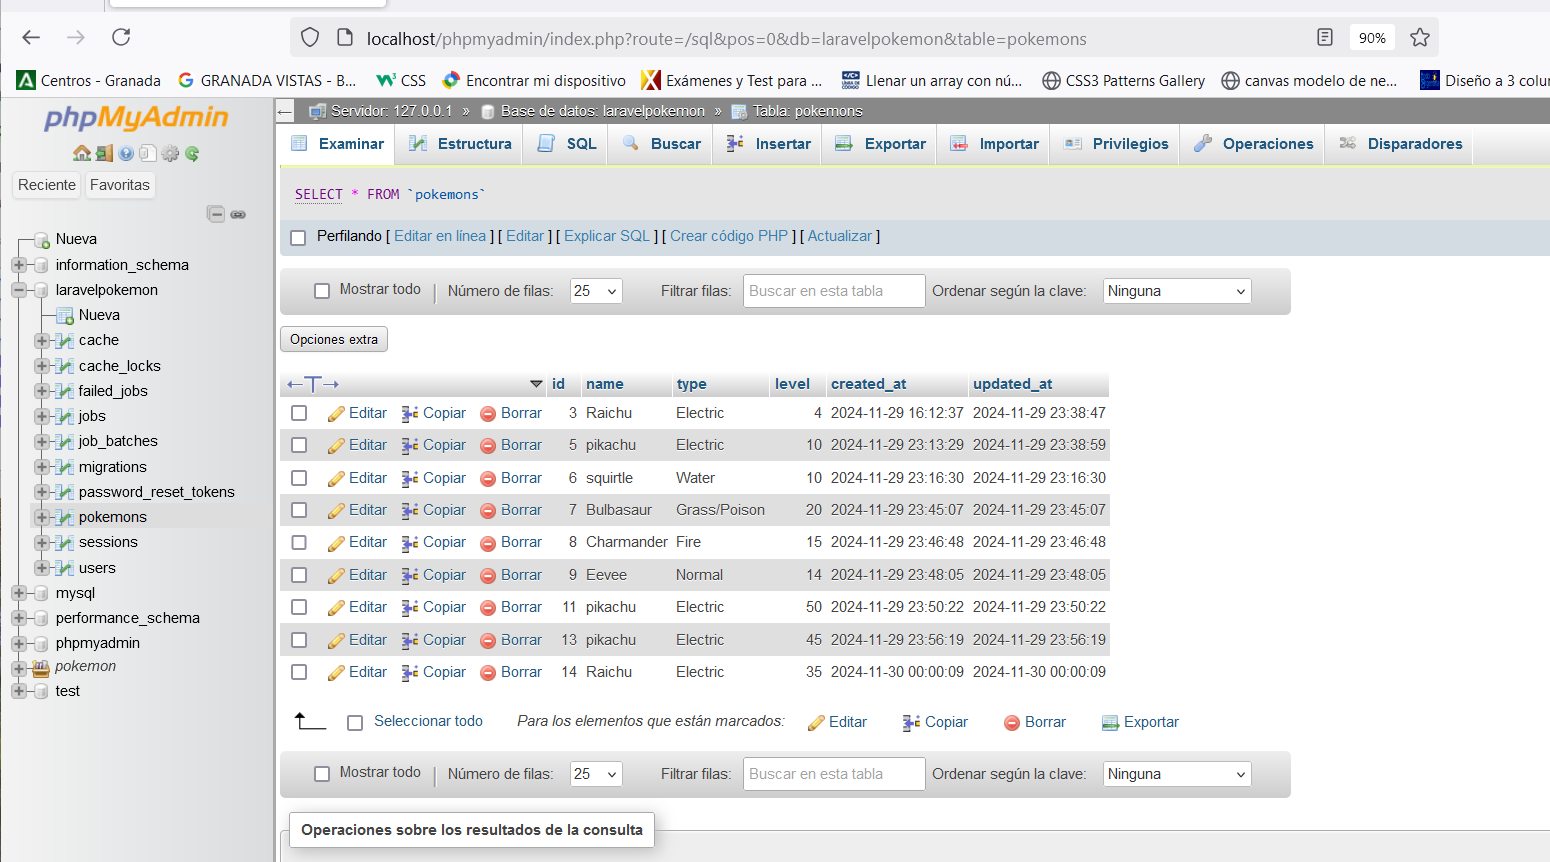 localhost/phpmyadmin/index.php?route=/sql&pos=0&db=laravelpokemon&table=pokemons
90%
Centros - Granada
GRANADA VISTAS - B...
CSS
Encontrar mi dispositivo
Exámenes y Test para ...
Llenar un array con nú...
CSS3 Patterns Gallery
canvas modelo de ne...
Diseño a 3 colu
phpMyAdmin
Reciente
Favoritas
Nueva
information_schema
laravelpokemon
Nueva
cache
cache_locks
failed_jobs
jobs
job_batches
migrations
password_reset_tokens
pokemons
sessions
users
mysql
performance_schema
phpmyadmin
pokemon
test
Servidor: 127.0.0.1 » Base de datos: laravelpokemon » Tabla: pokemons
Examinar Estructura SQL Buscar Insertar Exportar Importar Privilegios Operaciones Disparadores
SELECT * FROM `pokemons`
Perfilando [ Editar en línea ] [ Editar ] [ Explicar SQL ] [ Crear código PHP ] [ Actualizar ]
Mostrar todo | Número de filas: 25 Filtrar filas: Buscar en esta tabla Ordenar según la clave: Ninguna
Opciones extra
←T→ id name type level created_at updated_at
Editar Copiar Borrar 3 Raichu Electric 4 2024-11-29 16:12:37 2024-11-29 23:38:47
Editar Copiar Borrar 5 pikachu Electric 10 2024-11-29 23:13:29 2024-11-29 23:38:59
Editar Copiar Borrar 6 squirtle Water 10 2024-11-29 23:16:30 2024-11-29 23:16:30
Editar Copiar Borrar 7 Bulbasaur Grass/Poison 20 2024-11-29 23:45:07 2024-11-29 23:45:07
Editar Copiar Borrar 8 Charmander Fire 15 2024-11-29 23:46:48 2024-11-29 23:46:48
Editar Copiar Borrar 9 Eevee Normal 14 2024-11-29 23:48:05 2024-11-29 23:48:05
Editar Copiar Borrar 11 pikachu Electric 50 2024-11-29 23:50:22 2024-11-29 23:50:22
Editar Copiar Borrar 13 pikachu Electric 45 2024-11-29 23:56:19 2024-11-29 23:56:19
Editar Copiar Borrar 14 Raichu Electric 35 2024-11-30 00:00:09 2024-11-30 00:00:09
Seleccionar todo Para los elementos que están marcados: Editar Copiar Borrar Exportar
Mostrar todo | Número de filas: 25 Filtrar filas: Buscar en esta tabla Ordenar según la clave: Ninguna
Operaciones sobre los resultados de la consulta